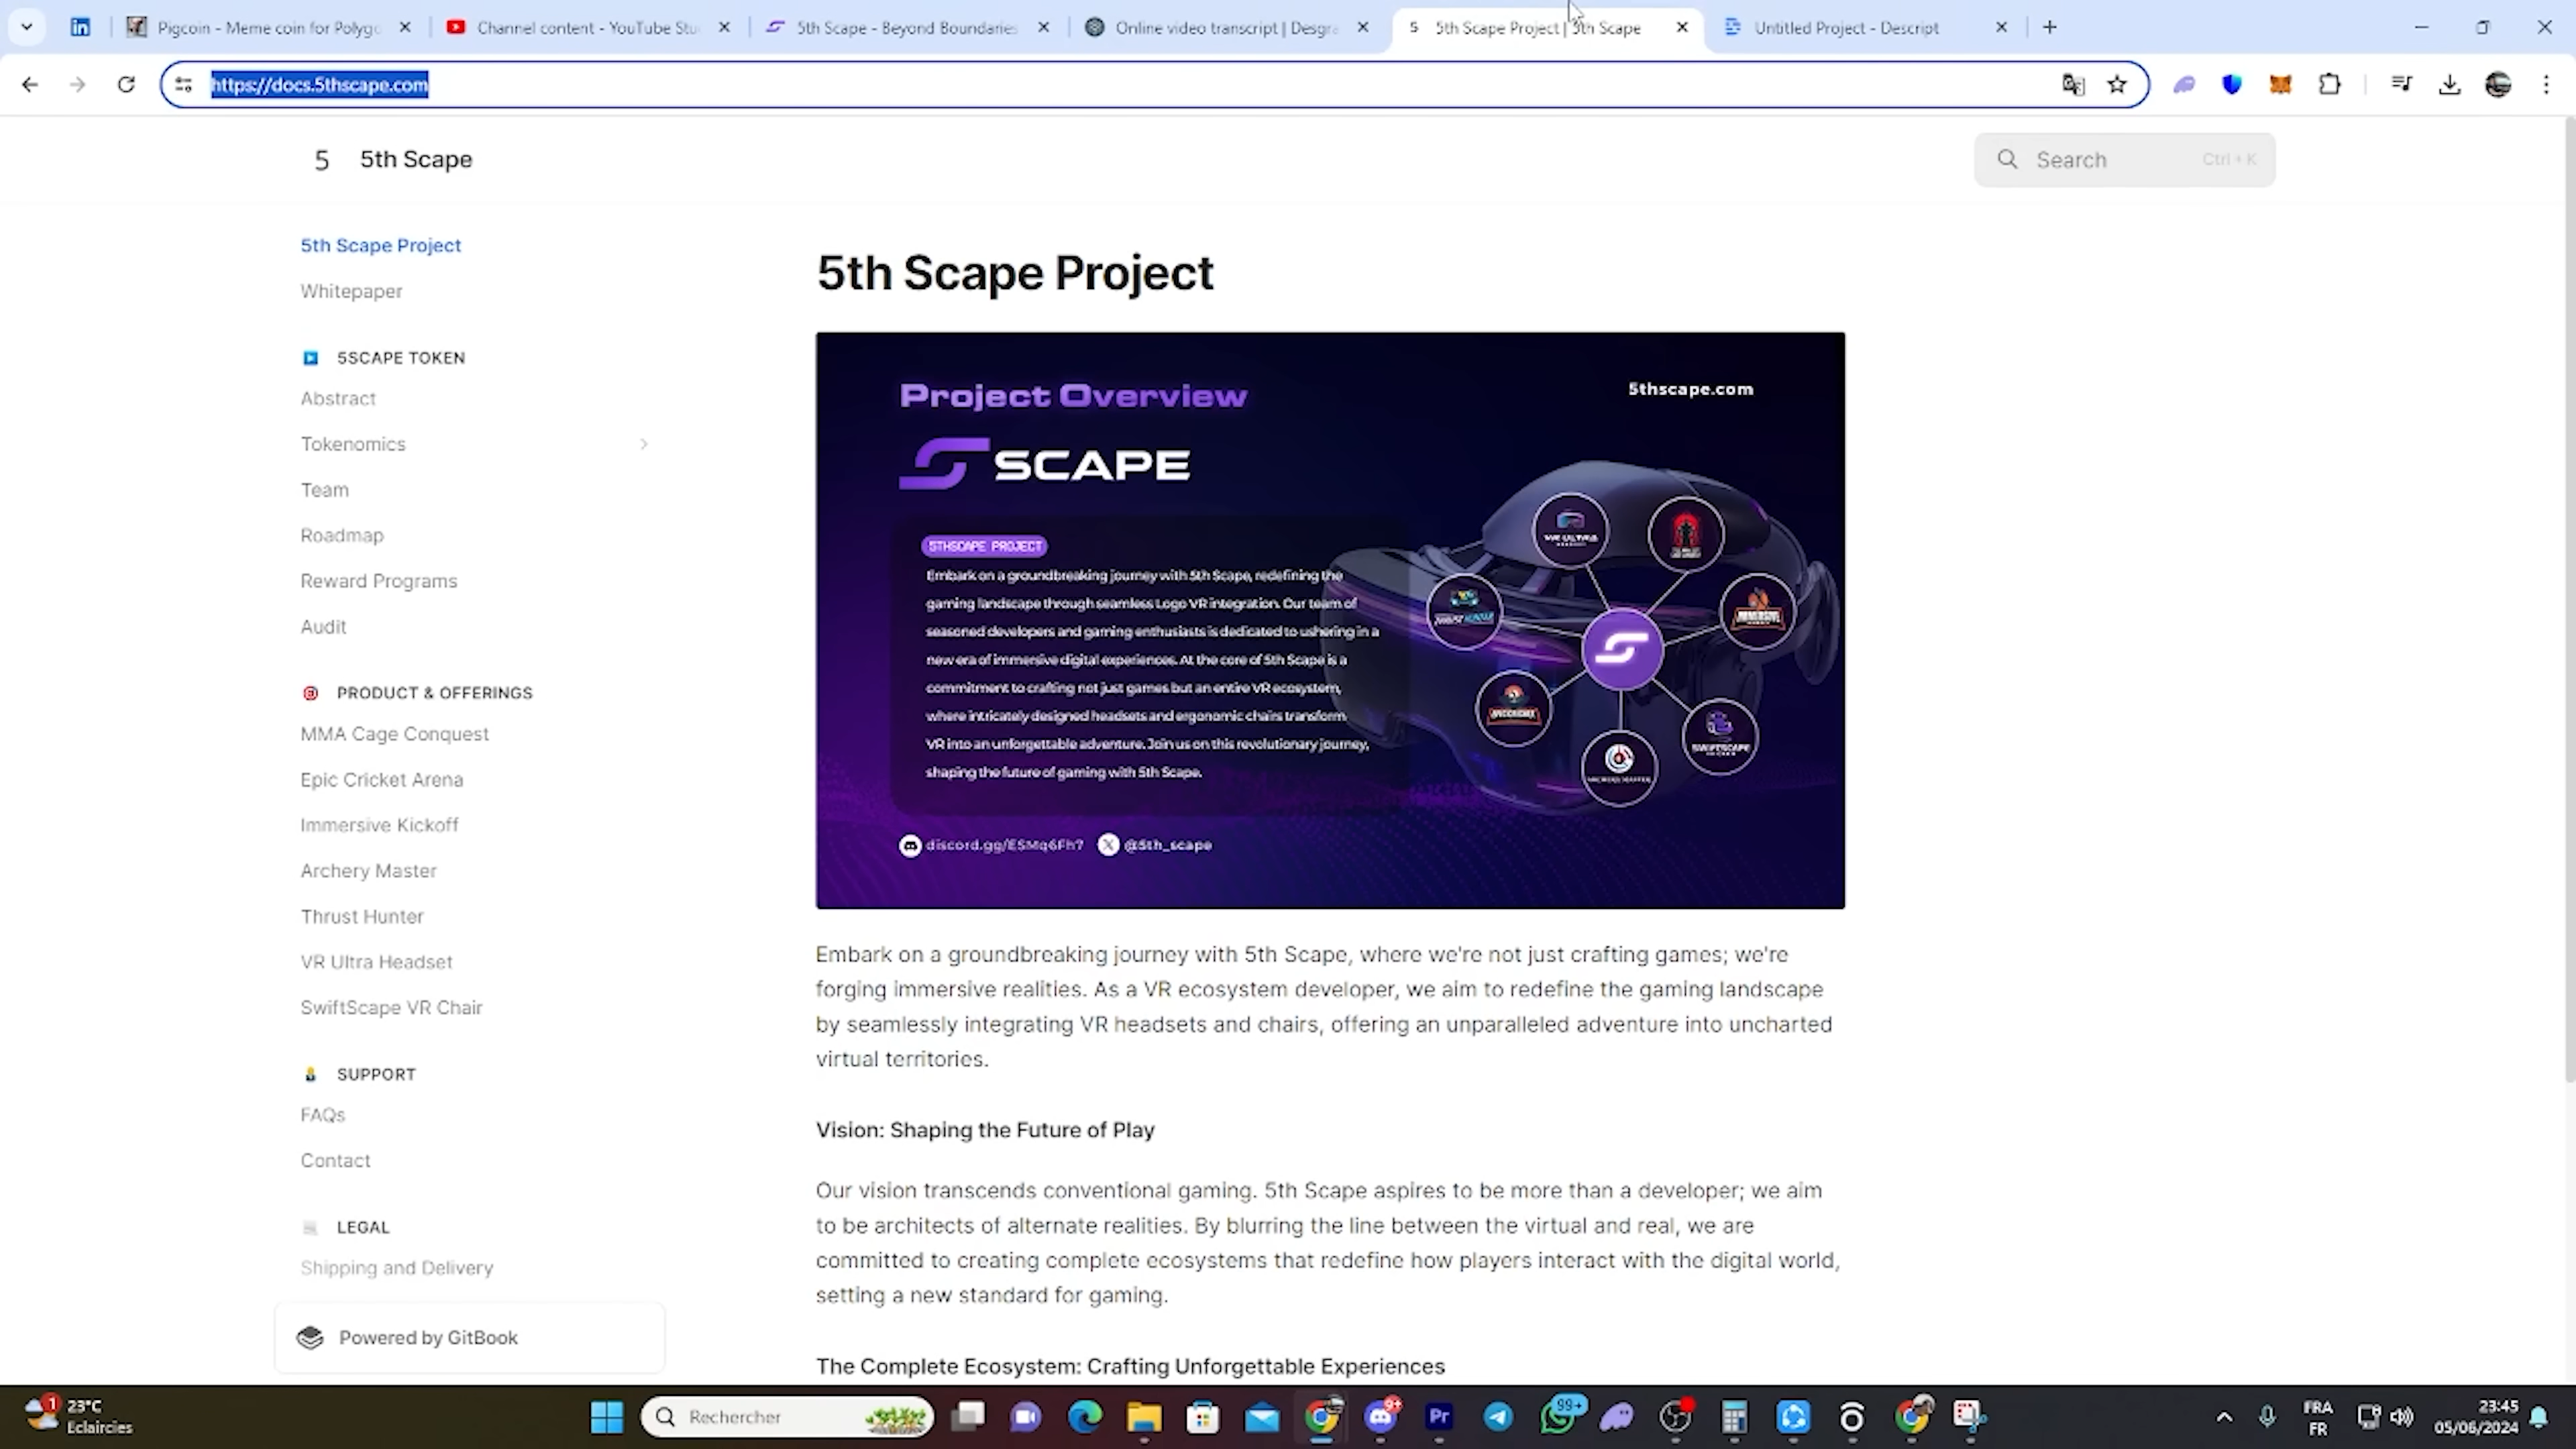 Pigcoin - Meme coin for Polygo
Channel content - YouTube Stu
5th Scape - Beyond Boundaries
Online video transcript | Desgra
5th Scape Project | 5th Scape
Untitled Project - Descript
https://docs.5thscape.com
5 5th Scape
Search Ctrl + K
5th Scape Project
Whitepaper
5SCAPE TOKEN
Abstract
Tokenomics
Team
Roadmap
Reward Programs
Audit
PRODUCT & OFFERINGS
MMA Cage Conquest
Epic Cricket Arena
Immersive Kickoff
Archery Master
Thrust Hunter
VR Ultra Headset
SwiftScape VR Chair
SUPPORT
FAQs
Contact
LEGAL
Shipping and Delivery
Powered by GitBook
5th Scape Project
Project Overview
5thscape.com
SCAPE
5THSCAPE PROJECT
Embark on a groundbreaking journey with 5th Scape, redefining the
gaming landscape through seamless Logo VR integration. Our team of
seasoned developers and gaming enthusiasts is dedicated to ushering in a
new era of immersive digital experiences. At the core of 5th Scape is a
commitment to crafting not just games but an entire VR ecosystem,
where intricately designed headsets and ergonomic chairs transform
VR into an unforgettable adventure. Join us on this revolutionary journey,
shaping the future of gaming with 5th Scape.
VR ULTRA
THRUST HUNTER
SWIFTSCAPE
discord.gg/ESMq6Fh7 @5th_scape
Embark on a groundbreaking journey with 5th Scape, where we're not just crafting games; we're
forging immersive realities. As a VR ecosystem developer, we aim to redefine the gaming landscape
by seamlessly integrating VR headsets and chairs, offering an unparalleled adventure into uncharted
virtual territories.
Vision: Shaping the Future of Play
Our vision transcends conventional gaming. 5th Scape aspires to be more than a developer; we aim
to be architects of alternate realities. By blurring the line between the virtual and real, we are
committed to creating complete ecosystems that redefine how players interact with the digital world,
setting a new standard for gaming.
The Complete Ecosystem: Crafting Unforgettable Experiences
1
23°C
Eclaircies
Rechercher
9+
Pr
99+
FRA
FR
23:45
05/06/2024